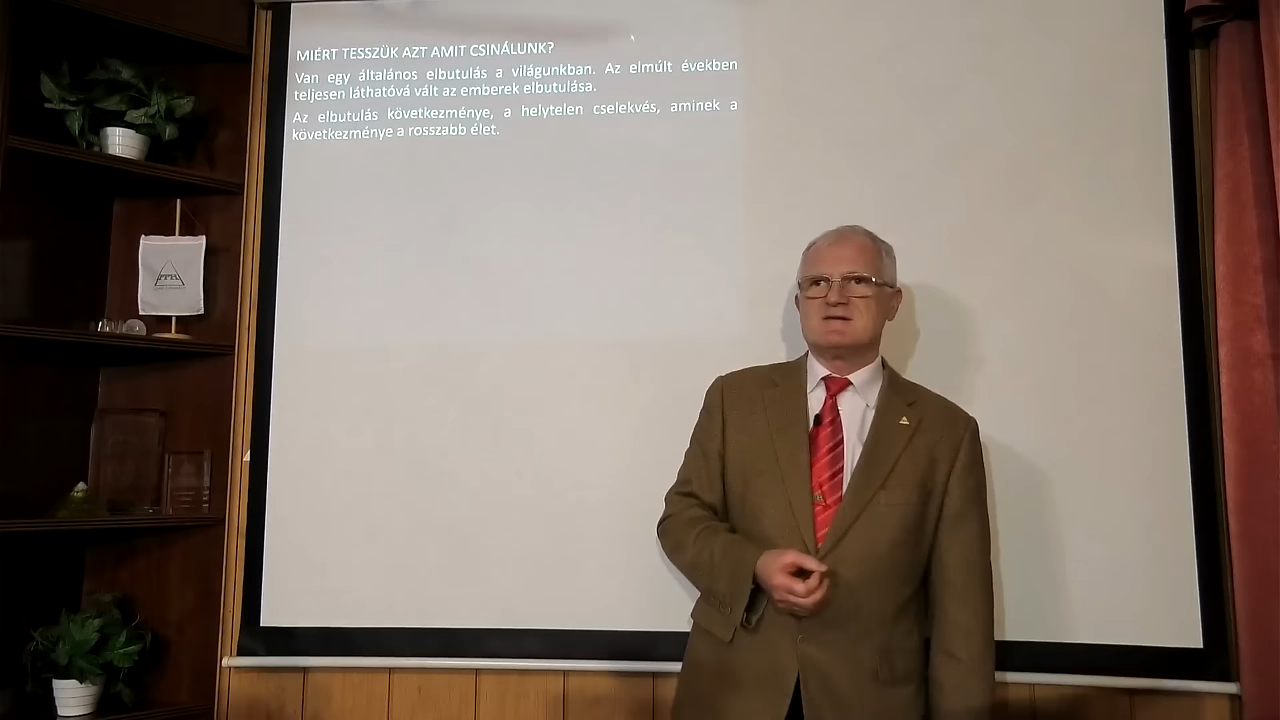 MIÉRT TESSZÜK AZT AMIT CSINÁLUNK?
Van egy általános elbutulás a világunkban. Az elmúlt években
teljesen láthatóvá vált az emberek elbutulása.
Az elbutulás következménye, a helytelen cselekvés, aminek a
következménye a rosszabb élet.